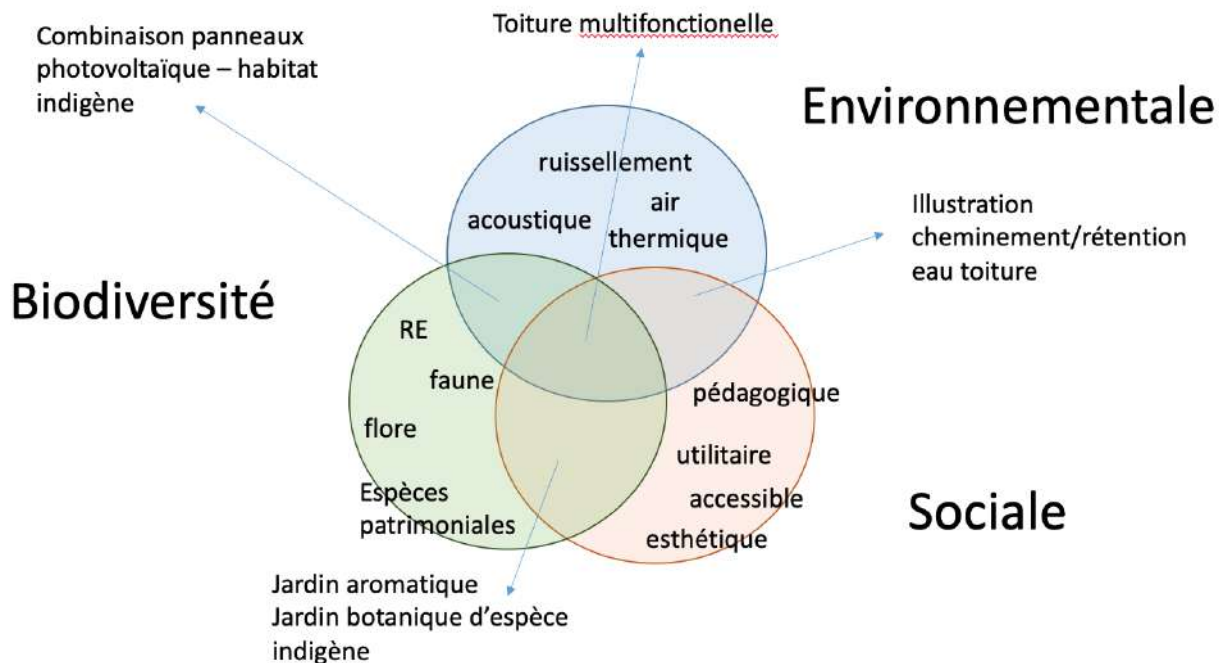 Toiture multifonctionelle
Combinaison panneaux
photovoltaïque – habitat
indigène
Environnementale
ruissellement
acoustique
air
thermique
Illustration
cheminement/rétention
eau toiture
Biodiversité
RE
faune
flore
Espèces
patrimoniales
pédagogique
utilitaire
accessible
esthétique
Sociale
Jardin aromatique
Jardin botanique d'espèce
indigène